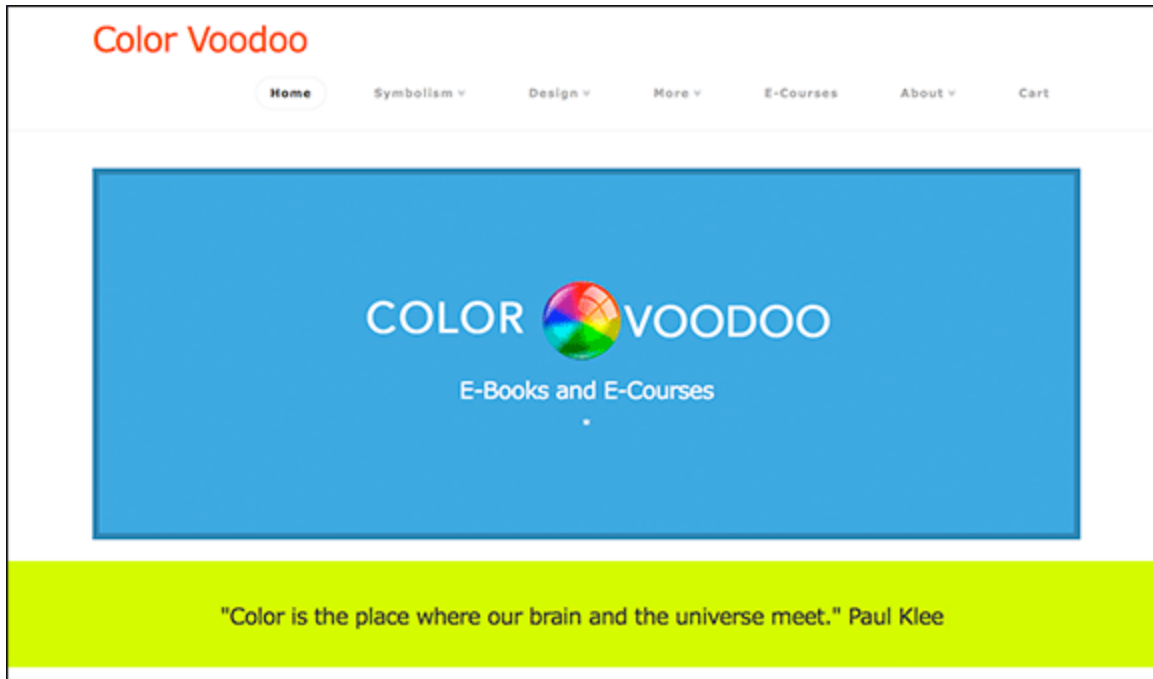 Color Voodoo
Home Symbolism Design More E-Courses About Cart
COLOR VOODOO
E-Books and E-Courses
"Color is the place where our brain and the universe meet." Paul Klee